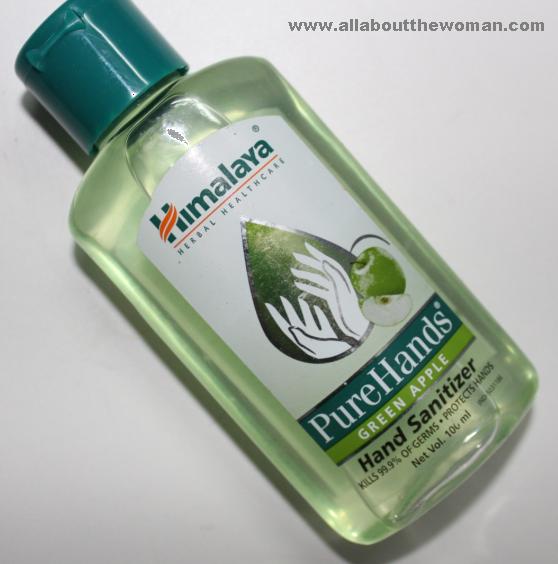 www.allaboutthewoman.com
Himalaya®
HERBAL HEALTHCARE
PureHands®
GREEN APPLE
Hand Sanitizer
KILLS 99.9% OF GERMS • PROTECTS HANDS
Net Vol. 100 ml